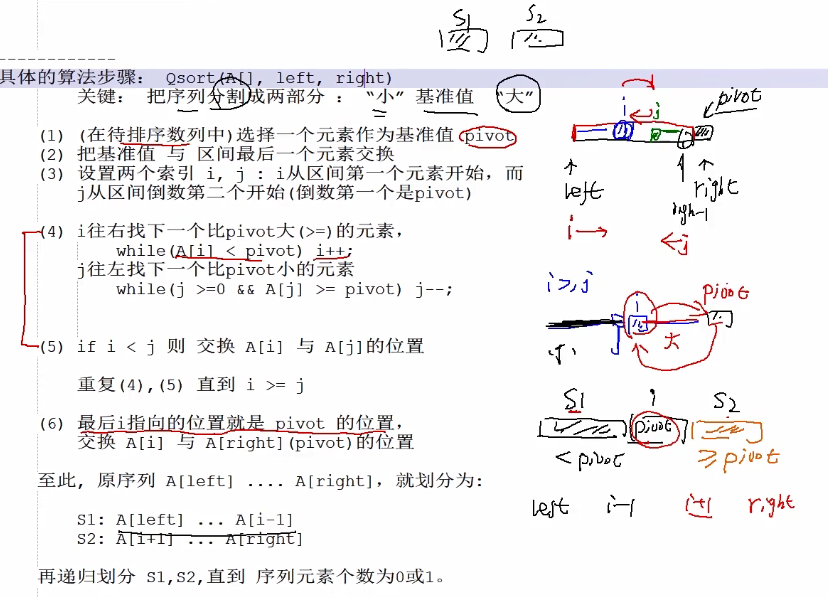 S1 S2
具体的算法步骤： Qsort(A[], left, right)
关键： 把序列分割成两部分 ： “小” 基准值 “大”
pivot
(1) (在待排序数列中)选择一个元素作为基准值 pivot
(2) 把基准值 与 区间最后一个元素交换
(3) 设置两个索引 i, j : i从区间第一个元素开始, 而
j从区间倒数第二个开始(倒数第一个是pivot)
i j
left right
right-1
i j
(4) i往右找下一个比pivot大(>=)的元素,
while(A[i] < pivot) i++;
j往左找下一个比pivot小的元素
while(j >=0 && A[j] >= pivot) j--;
i>,j
i pivot
j 大
(5) if i < j 则 交换 A[i] 与 A[j]的位置
重复(4),(5) 直到 i >= j
(6) 最后i指向的位置就是 pivot 的位置,
交换 A[i] 与 A[right](pivot)的位置
S1 i S2
pivot
<pivot ≥pivot
left i-1 i+1 right
至此, 原序列 A[left] .... A[right], 就划分为:
S1: A[left] ... A[i-1]
S2: A[i+1] ... A[right]
再递归划分 S1,S2,直到 序列元素个数为0或1。